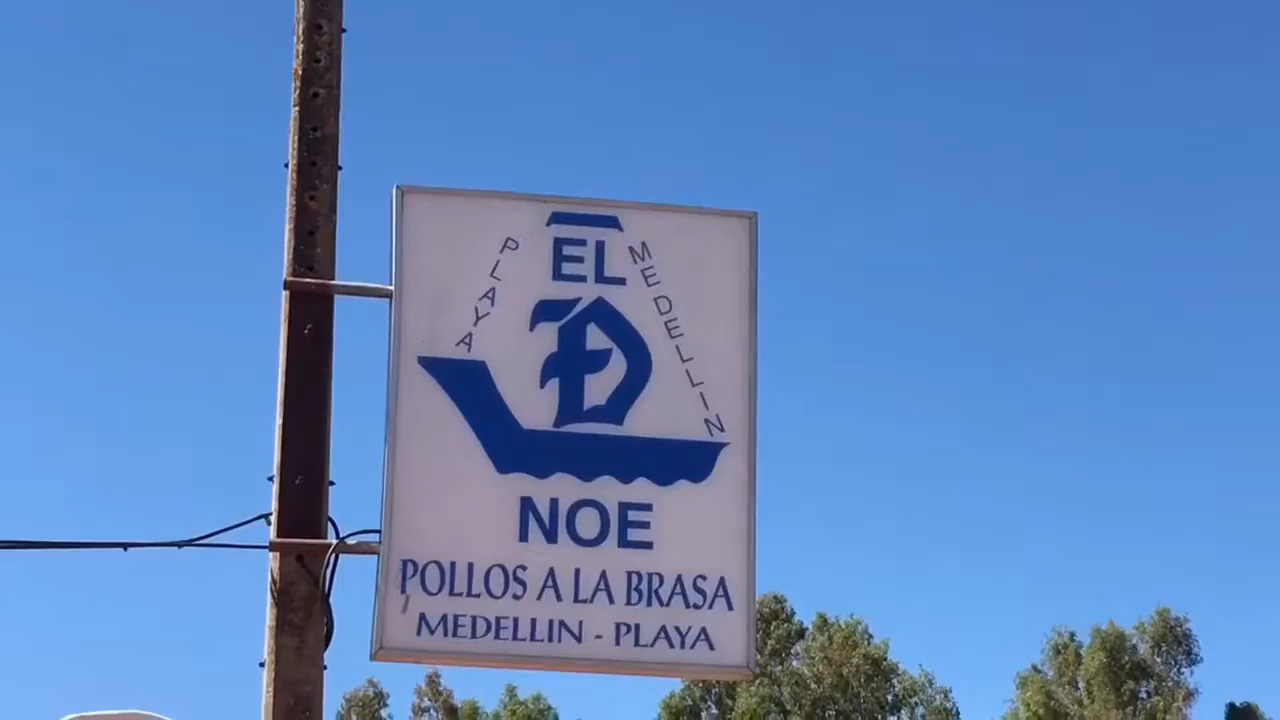 EL
PLAYA
MEDELLIN
D
NOE
POLLOS A LA BRASA
MEDELLIN - PLAYA